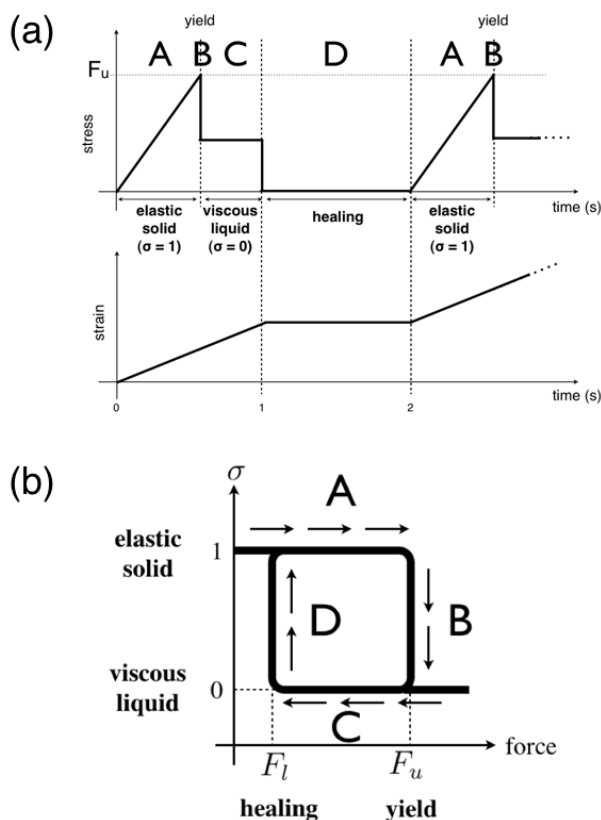 (a)
yield
yield
A B C D A B
Fu
stress
time (s)
elastic solid (σ = 1)
viscous liquid (σ = 0)
healing
elastic solid (σ = 1)
strain
0 1 2
time (s)
(b)
σ
A
elastic solid
1
D
B
viscous liquid
0
C
force
Fl
Fu
healing
yield